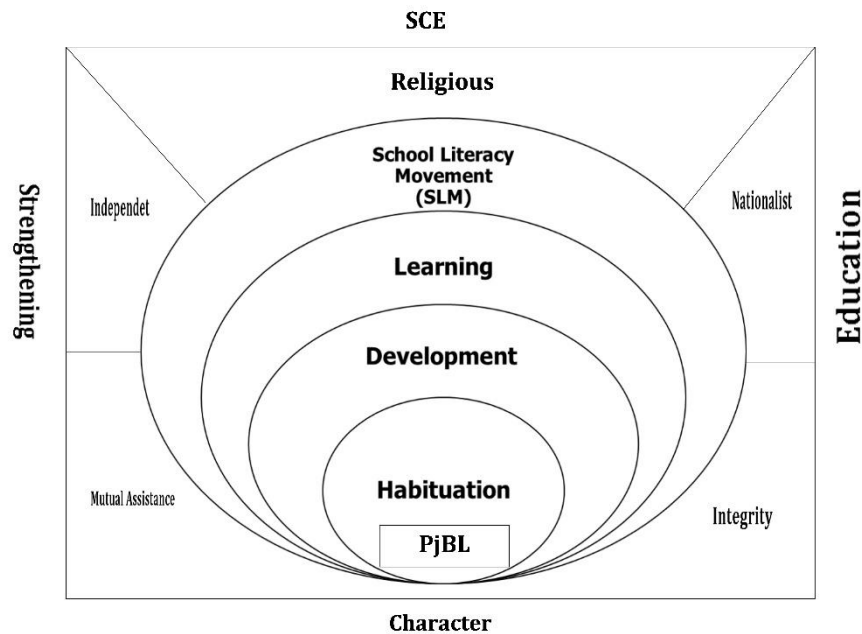 SCE
Religious
School Literacy
Movement
(SLM)
Strengthening
Independet
Nationalist
Education
Learning
Development
Habituation
Mutual Assistance
Integrity
PjBL
Character